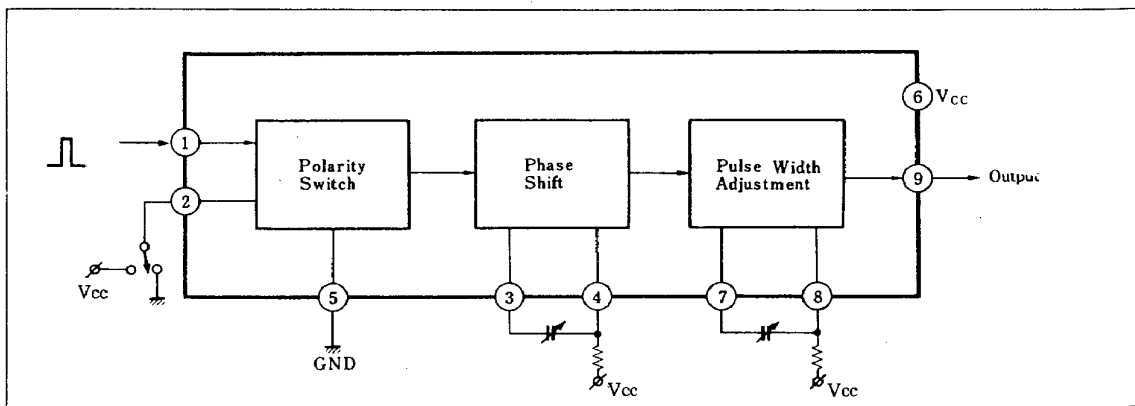 6 VCC
1
Polarity
Switch
Phase
Shift
Pulse Width
Adjustment
9 Output
2
Vcc
5
3
4
7
8
GND
Vcc
Vcc